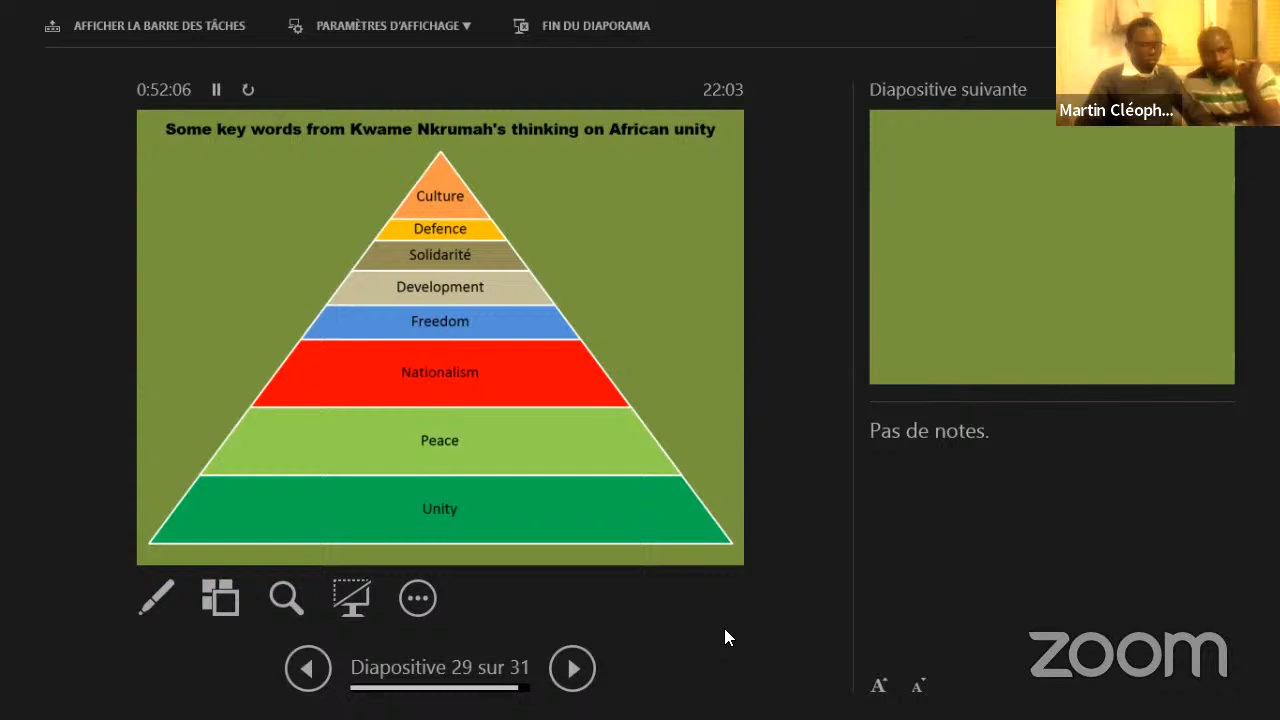 AFFICHER LA BARRE DES TÂCHES PARAMÈTRES D'AFFICHAGE FIN DU DIAPORAMA
Martin Cléoph...
0:52:06 22:03
Diapositive suivante
Some key words from Kwame Nkrumah's thinking on African unity
Culture
Defence
Solidarité
Development
Freedom
Nationalism
Peace
Unity
Pas de notes.
Diapositive 29 sur 31
A A
zoom